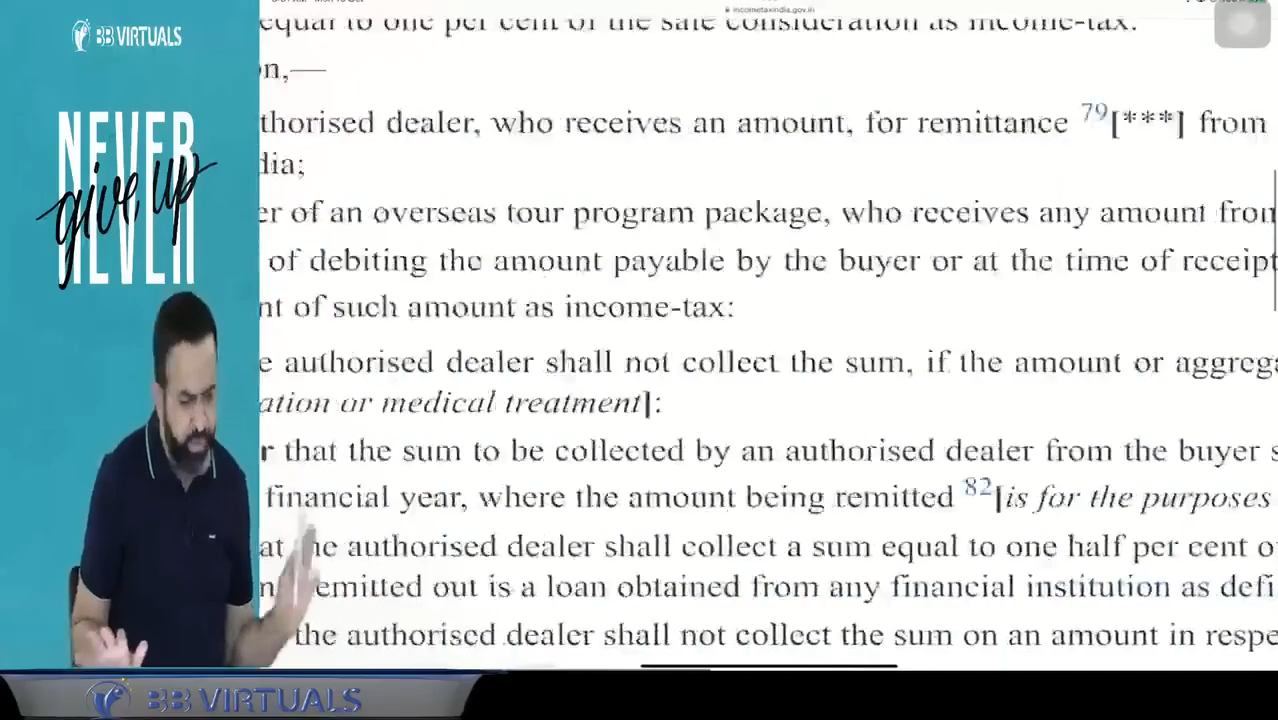 incometaxindia.gov.in
BB VIRTUALS
equal to one per cent of the sale consideration as income-tax.
on,—
NEVER
give up
NEVER
thorised dealer, who receives an amount, for remittance 79[***] from
dia;
er of an overseas tour program package, who receives any amount from
of debiting the amount payable by the buyer or at the time of receipt
nt of such amount as income-tax:
e authorised dealer shall not collect the sum, if the amount or aggrega
ation or medical treatment]:
r that the sum to be collected by an authorised dealer from the buyer s
financial year, where the amount being remitted 82[is for the purposes
at the authorised dealer shall collect a sum equal to one half per cent o
emitted out is a loan obtained from any financial institution as defi
the authorised dealer shall not collect the sum on an amount in respe
BB VIRTUALS